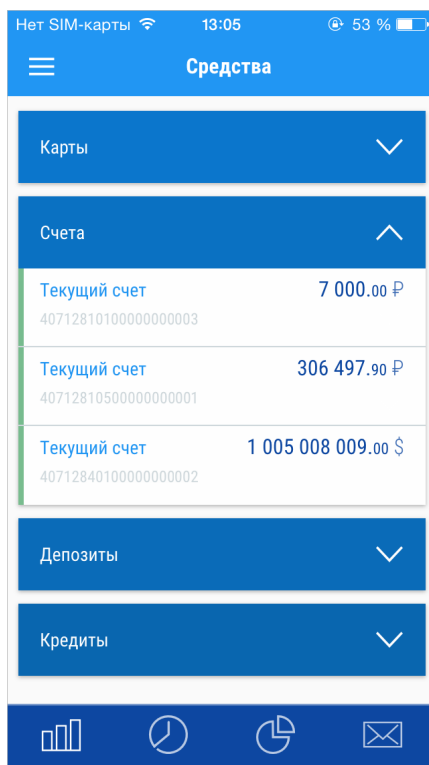 Нет SIM-карты 13:05 53 %
Средства
Карты
Счета
Текущий счет 7 000.00 ₽
40712810100000000003
Текущий счет 306 497.90 ₽
40712810500000000001
Текущий счет 1 005 008 009.00 $
40712840100000000002
Депозиты
Кредиты